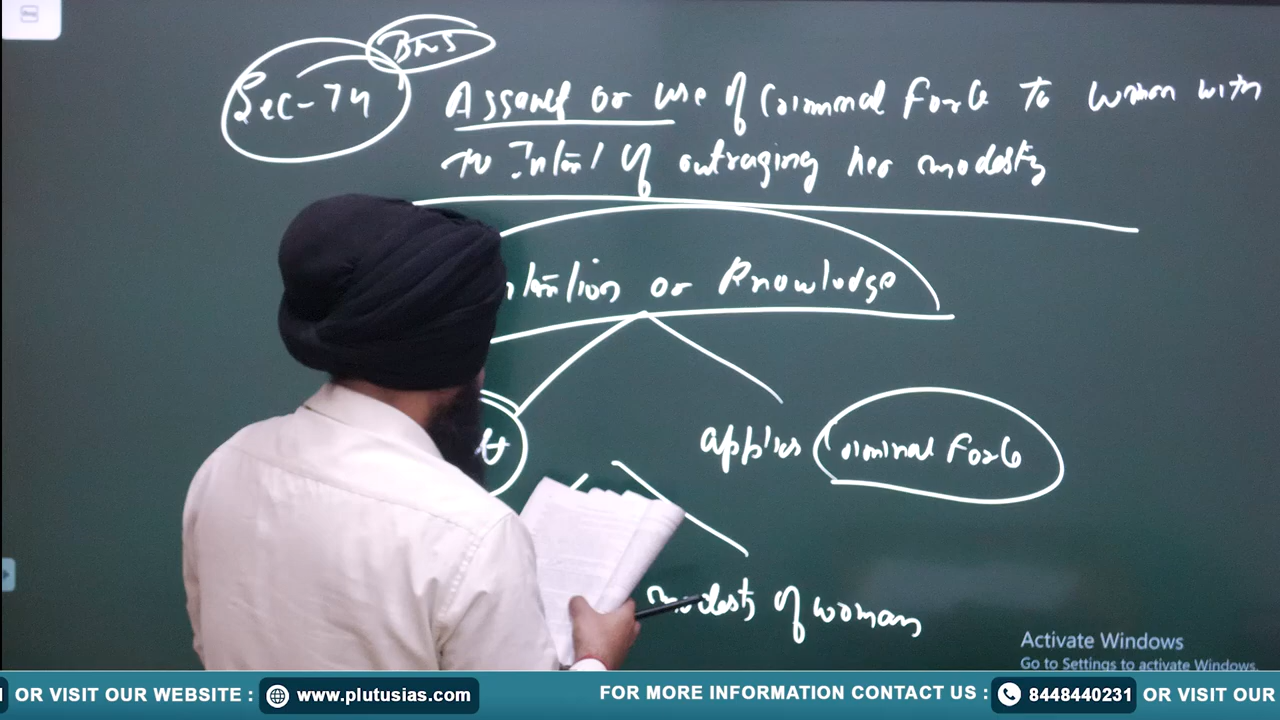 BNS
Sec-74 Assault or use of Criminal Force to woman with
the Intent of outraging her modesty
ntention or Knowledge
applies Criminal Force
modesty of woman
Activate Windows
Go to Settings to activate Windows.
OR VISIT OUR WEBSITE : www.plutusias.com FOR MORE INFORMATION CONTACT US : 8448440231 OR VISIT OUR